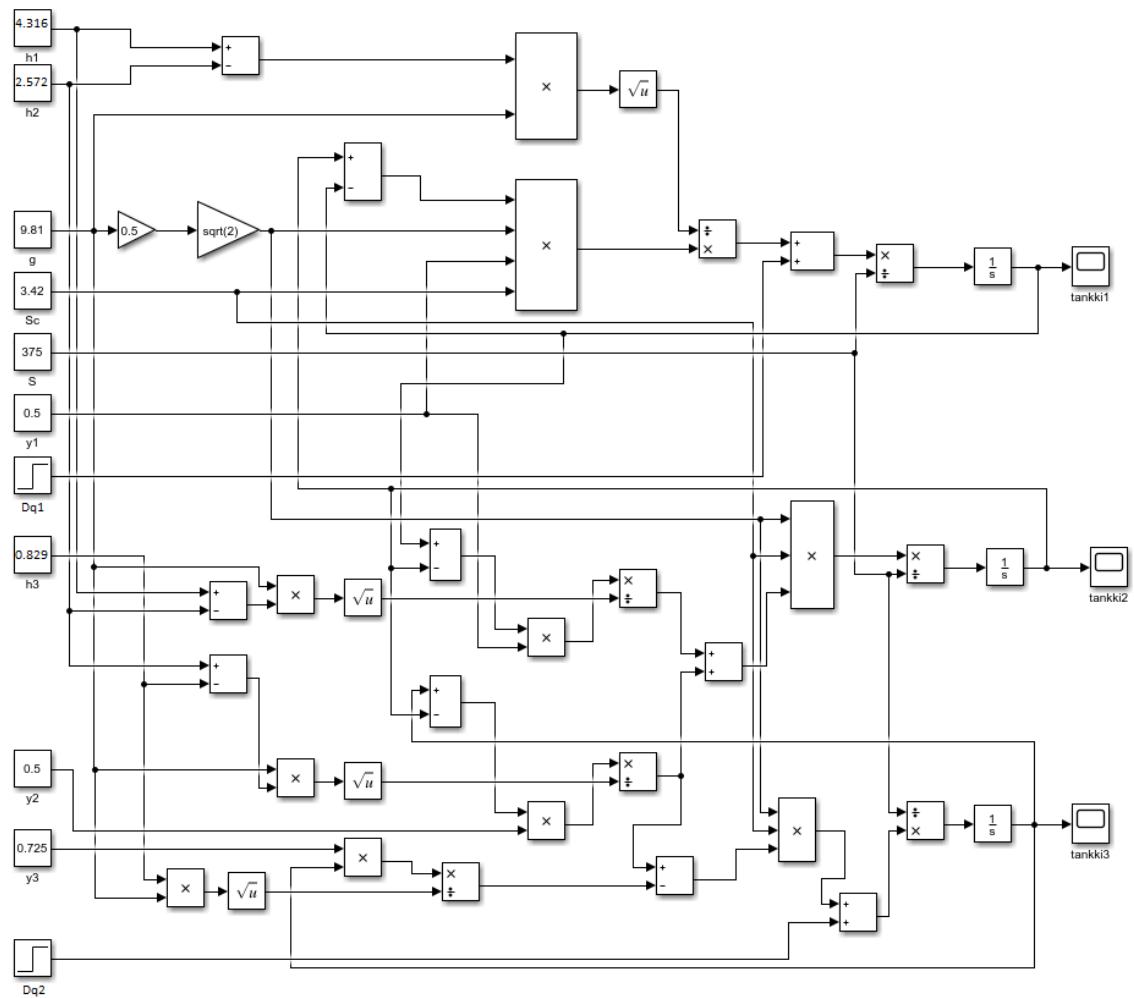 4.316
h1
2.572
h2
+
−
×
√u
+
−
9.81
g
0.5
sqrt(2)
×
÷
×
+
+
×
÷
1
s
tankki1
3.42
Sc
375
S
0.5
y1
Dq1
0.829
h3
+
−
×
√u
+
−
×
×
÷
+
+
×
×
÷
1
s
tankki2
+
−
+
−
0.5
y2
×
√u
×
×
÷
0.725
y3
×
√u
×
×
÷
+
−
×
+
+
÷
×
1
s
tankki3
Dq2